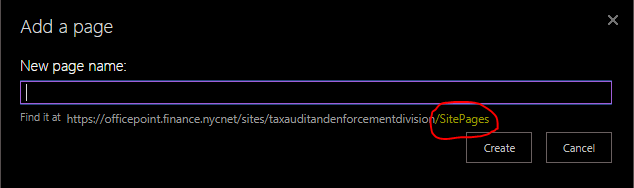 Add a page
New page name:
Find it at https://officepoint.finance.nycnet/sites/taxauditandenforcementdivision/SitePages
Create Cancel